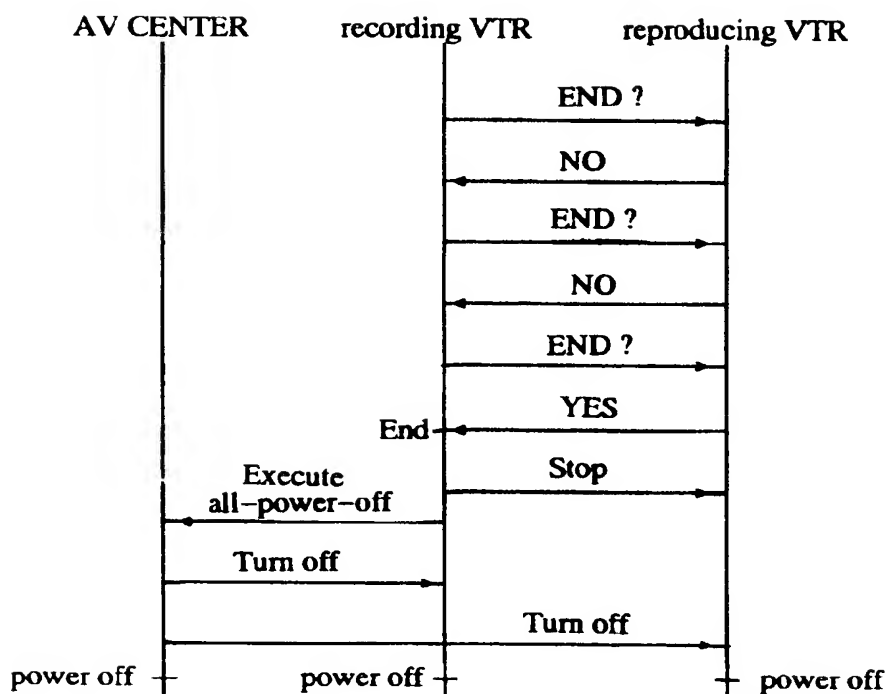 AV CENTER recording VTR reproducing VTR
END ?
NO
END ?
NO
END ?
End YES
Stop
Execute
all-power-off
Turn off
Turn off
power off power off power off